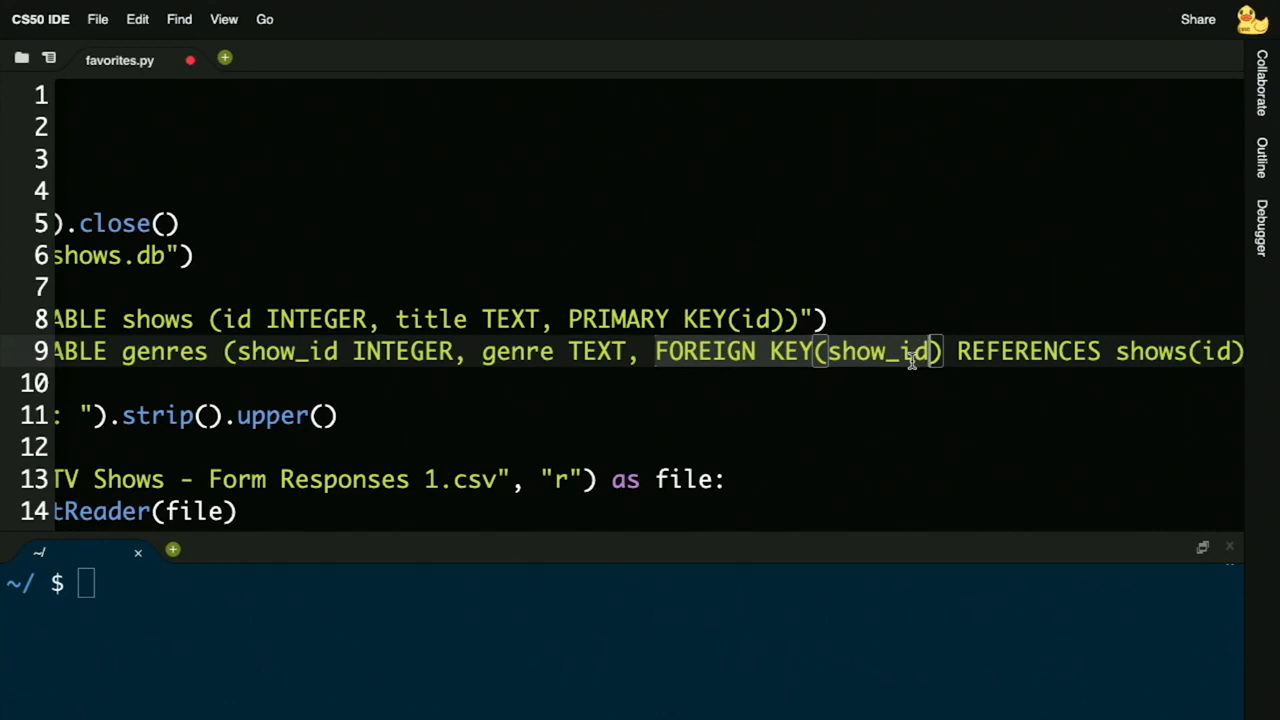 CS50 IDE File Edit Find View Go Share
favorites.py
Collaborate
Outline
Debugger
1
2
3
4
5 ).close()
6 shows.db")
7
8 ABLE shows (id INTEGER, title TEXT, PRIMARY KEY(id))")
9 ABLE genres (show_id INTEGER, genre TEXT, FOREIGN KEY(show_id) REFERENCES shows(id)
10
11 : ").strip().upper()
12
13 TV Shows - Form Responses 1.csv", "r") as file:
14 tReader(file)
~/
~/ $